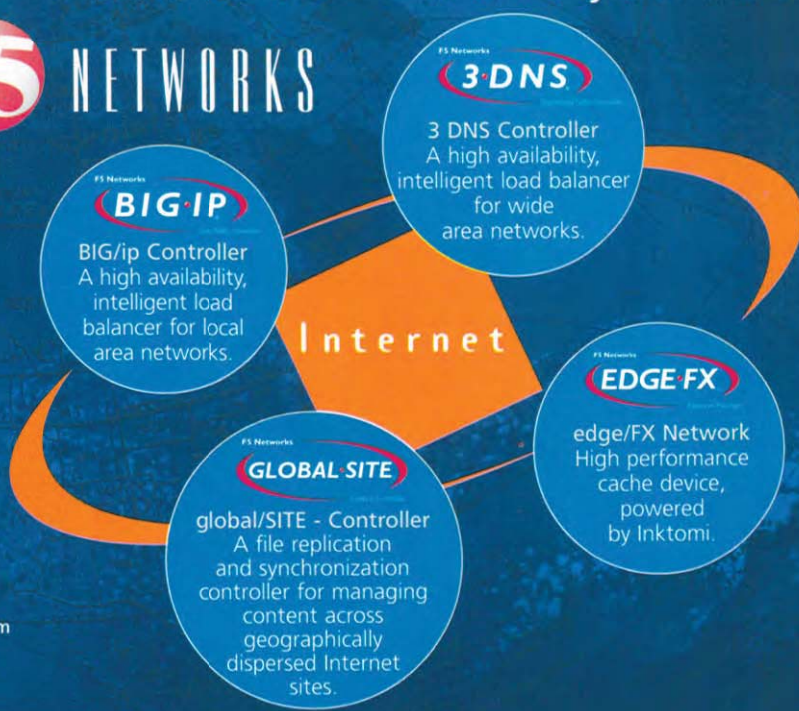 5 NETWORKS
F5 Networks
3·DNS
3 DNS Controller
A high availability,
intelligent load balancer
for wide
area networks.
F5 Networks
BIG·IP
BIG/ip Controller
A high availability,
intelligent load
balancer for local
area networks.
Internet
F5 Networks
EDGE·FX
edge/FX Network
High performance
cache device,
powered
by Inktomi.
F5 Networks
GLOBAL·SITE
global/SITE - Controller
A file replication
and synchronization
controller for managing
content across
geographically
dispersed Internet
sites.
m